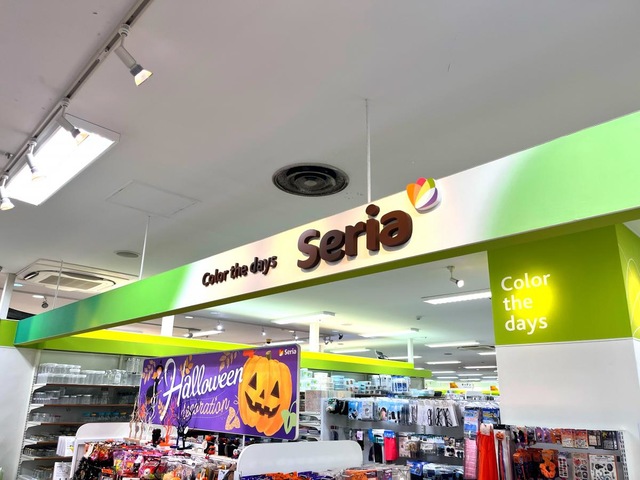 Color the days
Seria
Color
the
days
Seria
Halloween
decoration